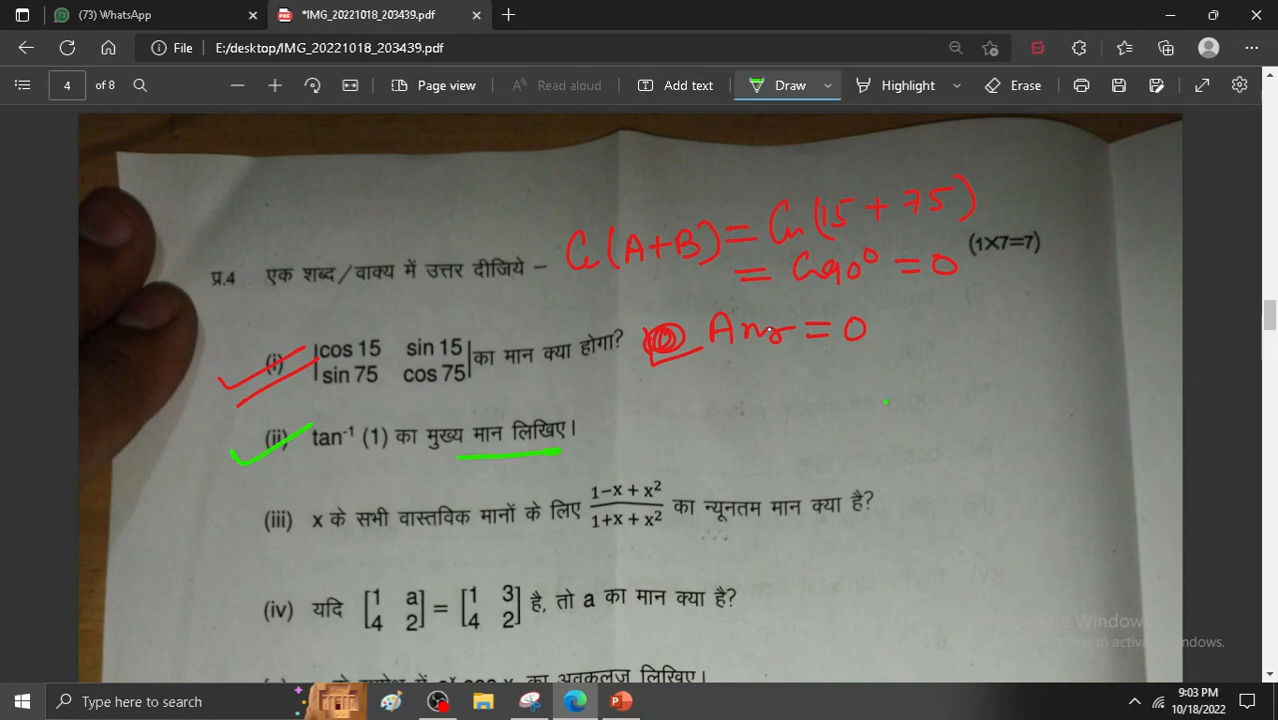 (73) WhatsApp
*IMG_20221018_203439.pdf
File E:/desktop/IMG_20221018_203439.pdf
4 of 8 Page view Read aloud Add text Draw Highlight Erase
(A+B) = (15 + 75)
= 90° = 0
(1X7=7)
प्र.4 एक शब्द/वाक्य में उत्तर दीजिये –
Ans = 0
(i) |cos 15 sin 15
sin 75 cos 75| का मान क्या होगा?
(ii) tan⁻¹ (1) का मुख्य मान लिखिए।
(iii) x के सभी वास्तविक मानों के लिए 1–x + x² / 1+x + x² का न्यूनतम मान क्या है?
(iv) यदि [1 a
4 2] = [1 3
4 2] है, तो a का मान क्या है?
का अवकलज लिखिए।
Type here to search
9:03 PM
10/18/2022